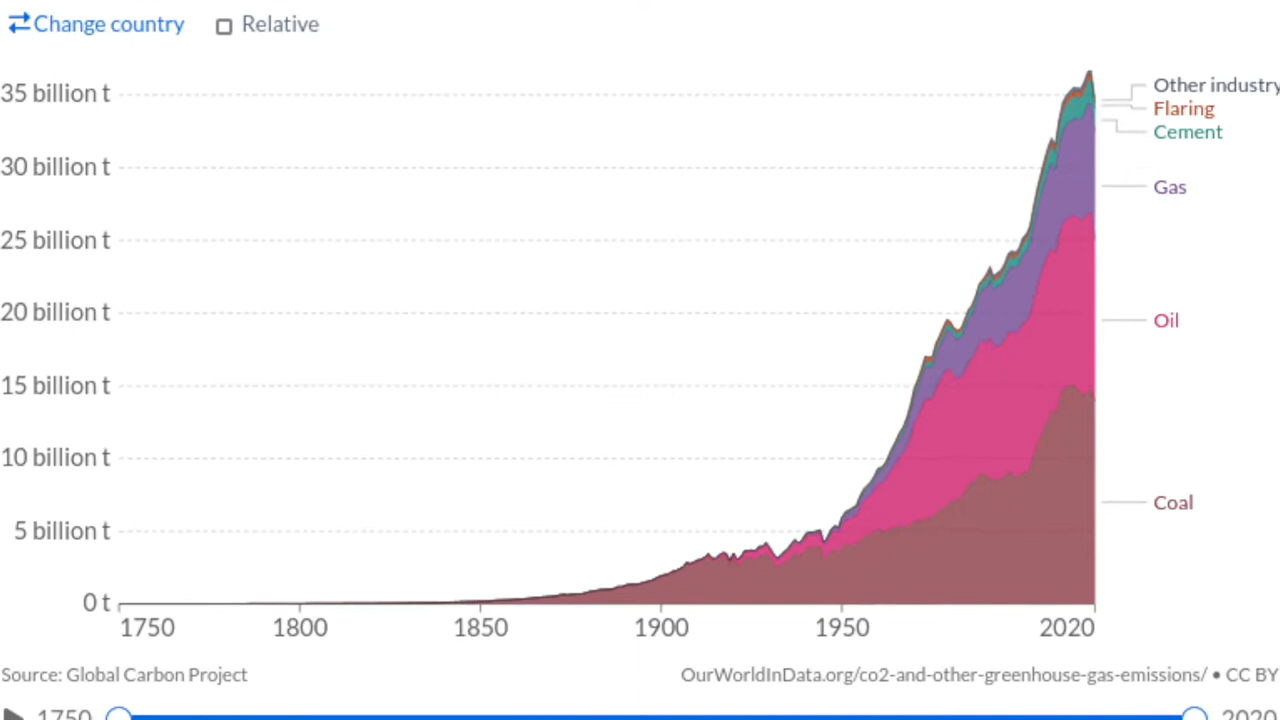 Change country Relative
35 billion t
30 billion t
25 billion t
20 billion t
15 billion t
10 billion t
5 billion t
0 t
Other industry
Flaring
Cement
Gas
Oil
Coal
1750 1800 1850 1900 1950 2020
Source: Global Carbon Project OurWorldInData.org/co2-and-other-greenhouse-gas-emissions/ • CC BY
1750 2020